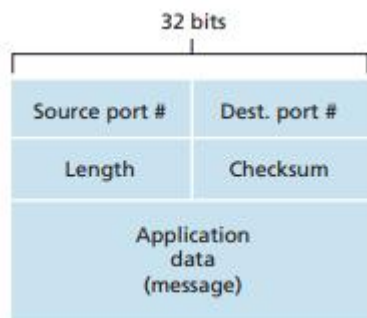 32 bits
Source port #
Dest. port #
Length
Checksum
Application
data
(message)